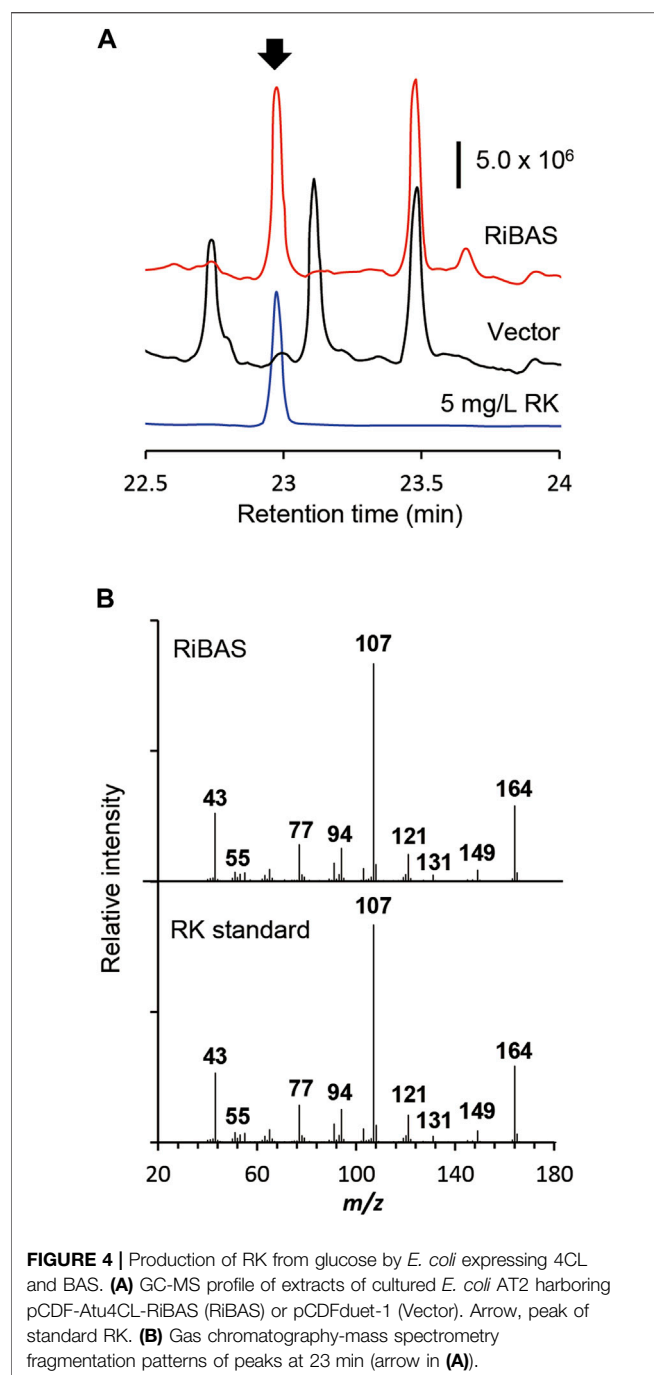 A
5.0 x 10⁶
RiBAS
Vector
5 mg/L RK
22.5 23 23.5 24
Retention time (min)
B
RiBAS
107
43
55
77
94
121
131
149
164
Relative intensity
RK standard
107
43
55
77
94
121
131
149
164
20 60 100 140 180
m/z
FIGURE 4 | Production of RK from glucose by E. coli expressing 4CL
and BAS. (A) GC-MS profile of extracts of cultured E. coli AT2 harboring
pCDF-Atu4CL-RiBAS (RiBAS) or pCDFduet-1 (Vector). Arrow, peak of
standard RK. (B) Gas chromatography-mass spectrometry
fragmentation patterns of peaks at 23 min (arrow in (A)).